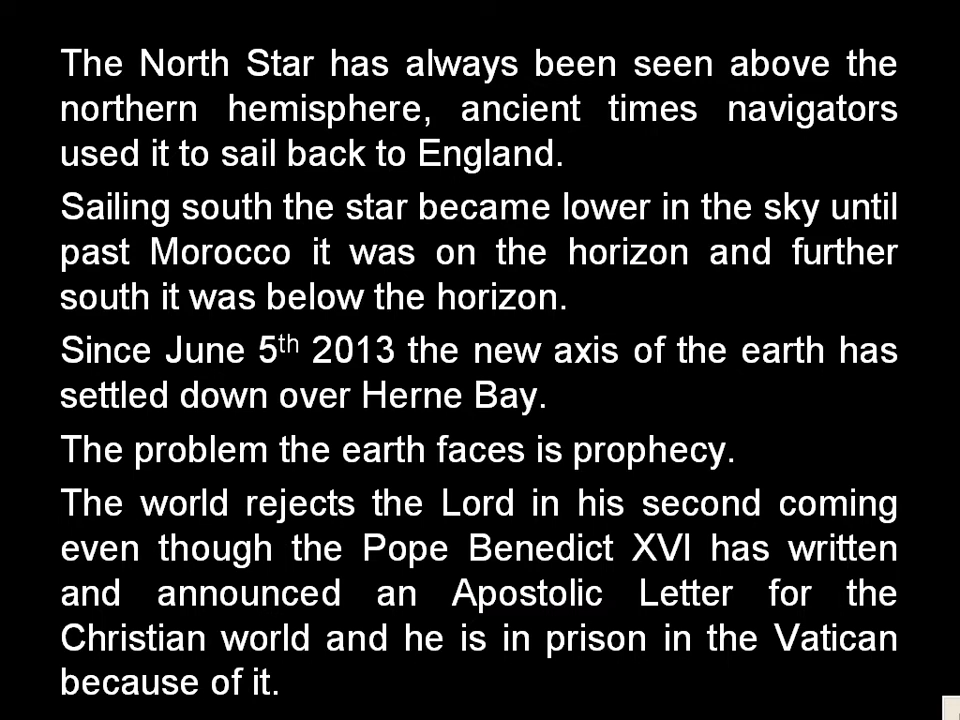 The North Star has always been seen above the
northern hemisphere, ancient times navigators
used it to sail back to England.
Sailing south the star became lower in the sky until
past Morocco it was on the horizon and further
south it was below the horizon.
Since June 5th 2013 the new axis of the earth has
settled down over Herne Bay.
The problem the earth faces is prophecy.
The world rejects the Lord in his second coming
even though the Pope Benedict XVI has written
and announced an Apostolic Letter for the
Christian world and he is in prison in the Vatican
because of it.